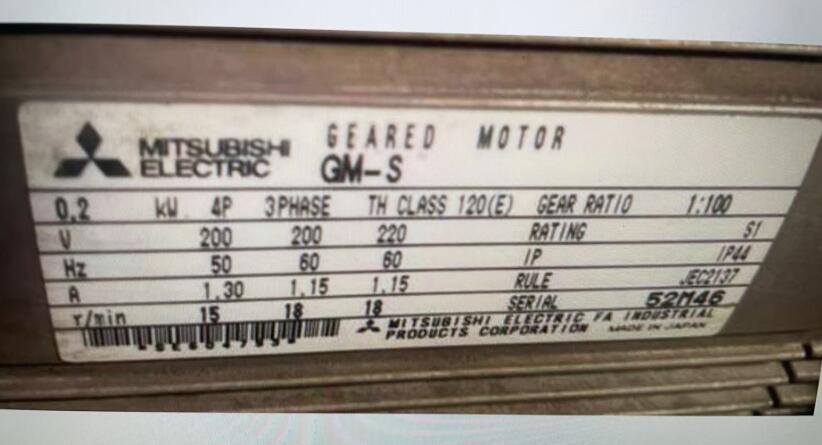 GEARED MOTOR
MITSUBISHI
ELECTRIC GM-S
0.2 kW 4P 3PHASE TH CLASS 120(E) GEAR RATIO 1:100
V 200 200 220 RATING S1
Hz 50 60 60 IP IP44
A 1.30 1.15 1.15 RULE JEC2137
r/min 15 18 18 SERIAL 52M46
MITSUBISHI ELECTRIC FA INDUSTRIAL
PRODUCTS CORPORATION MADE IN JAPAN